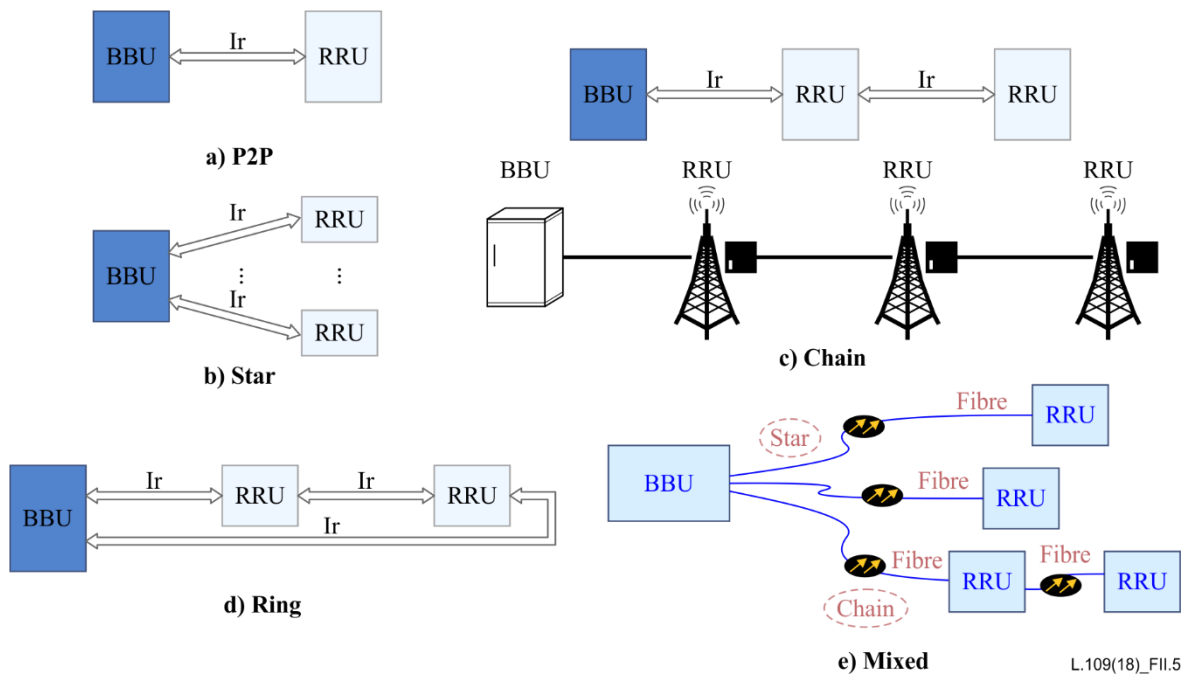 Ir
BBU RRU
a) P2P
Ir
RRU
BBU
⋮ ⋮
Ir
RRU
b) Star
Ir Ir
BBU RRU RRU
BBU RRU RRU RRU
c) Chain
Ir Ir
RRU RRU
BBU
Ir
d) Ring
Fibre
RRU
Star
BBU
Fibre
RRU
Fibre Fibre
RRU RRU
Chain
e) Mixed
L.109(18)_FII.5